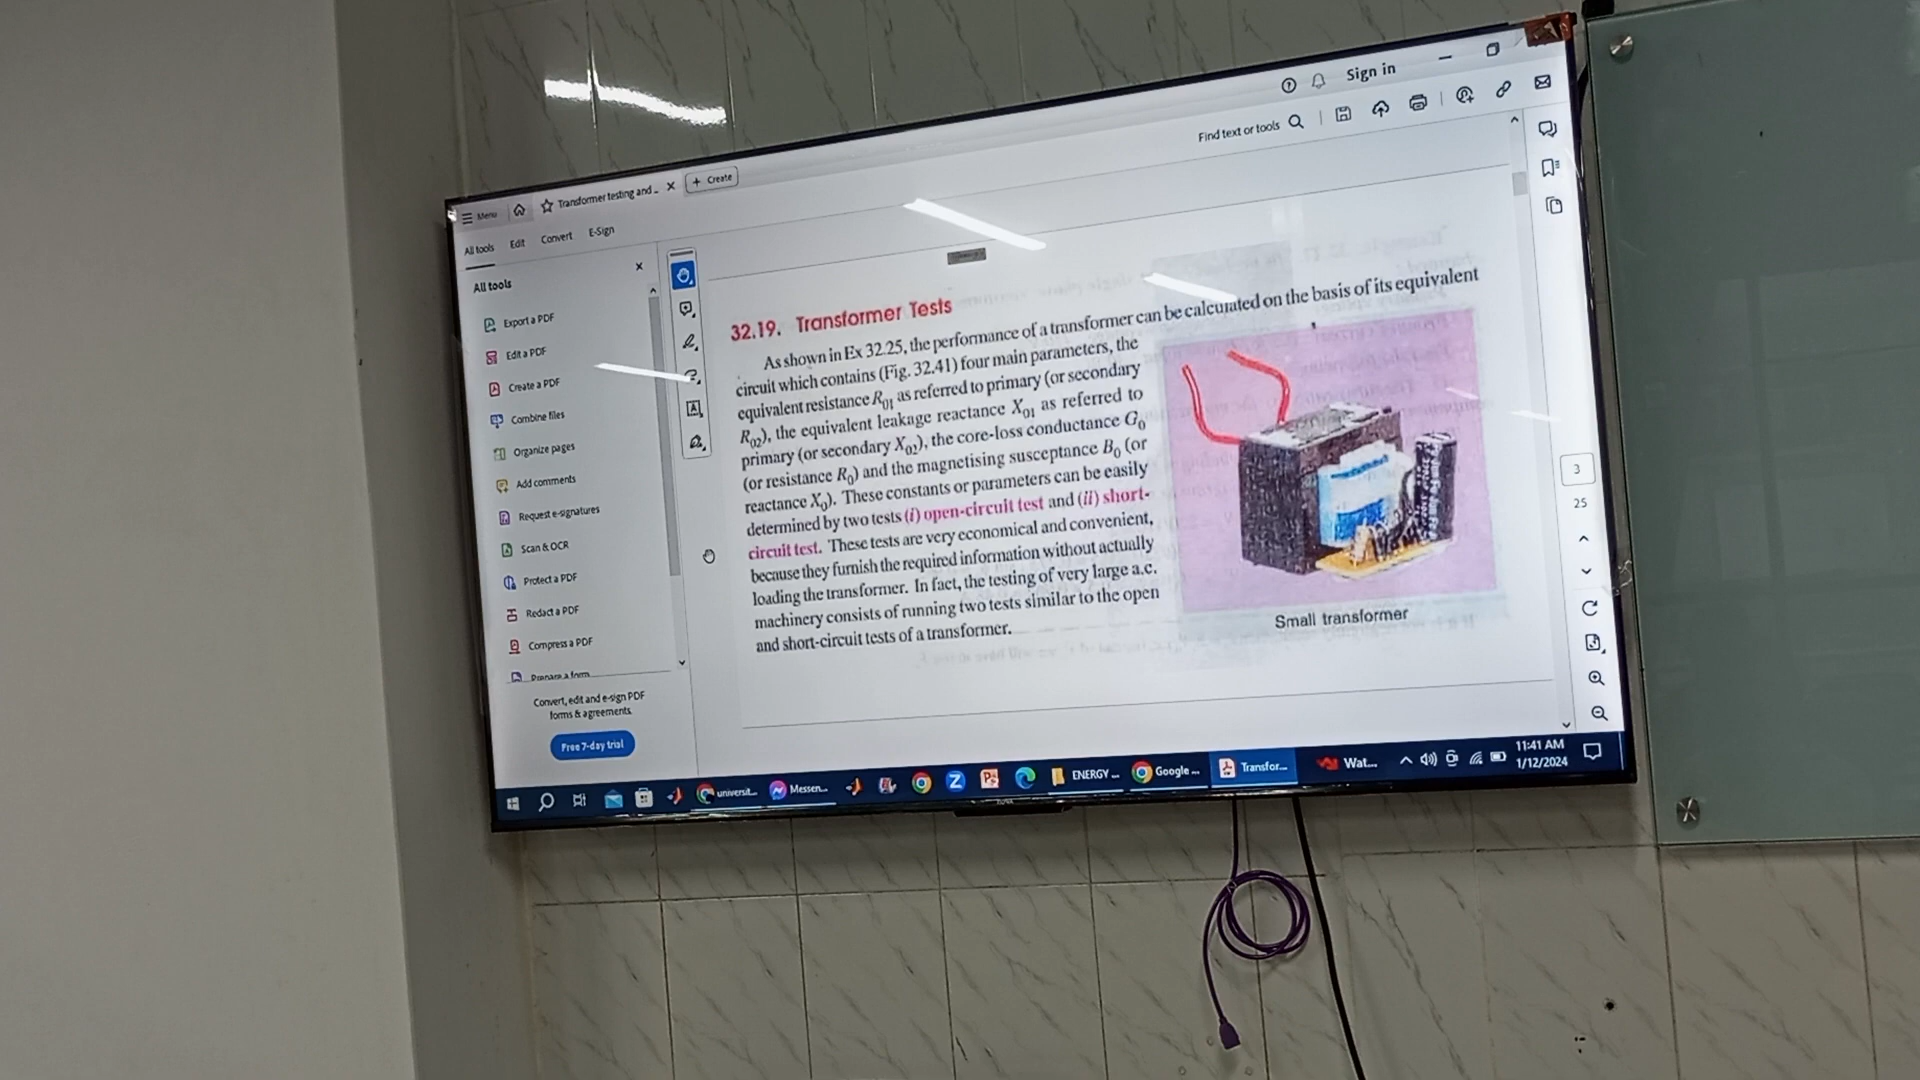 Sign in
Find text or tools
Menu
Transformer testing and ..
+ Create
All tools Edit Convert E-Sign
All tools
Export a PDF
Edit a PDF
Create a PDF
Combine files
Organize pages
Add comments
Request e-signatures
Scan & OCR
Protect a PDF
Redact a PDF
Compress a PDF
Prepare a form
Convert, edit and e-sign PDF
forms & agreements.
Free 7-day trial
32.19. Transformer Tests
As shown in Ex 32.25, the performance of a transformer can be calculated on the basis of its equivalent
circuit which contains (Fig. 32.41) four main parameters, the
equivalent resistance R01 as referred to primary (or secondary
R02), the equivalent leakage reactance X01 as referred to
primary (or secondary X02), the core-loss conductance G0
(or resistance R0) and the magnetising susceptance B0 (or
reactance X0). These constants or parameters can be easily
determined by two tests (i) open-circuit test and (ii) short-
circuit test. These tests are very economical and convenient,
because they furnish the required information without actually
loading the transformer. In fact, the testing of very large a.c.
machinery consists of running two tests similar to the open
and short-circuit tests of a transformer.
Small transformer
3
25
universit... Messen... ENERGY ... Google ... Transfor... Wat...
11:41 AM
1/12/2024